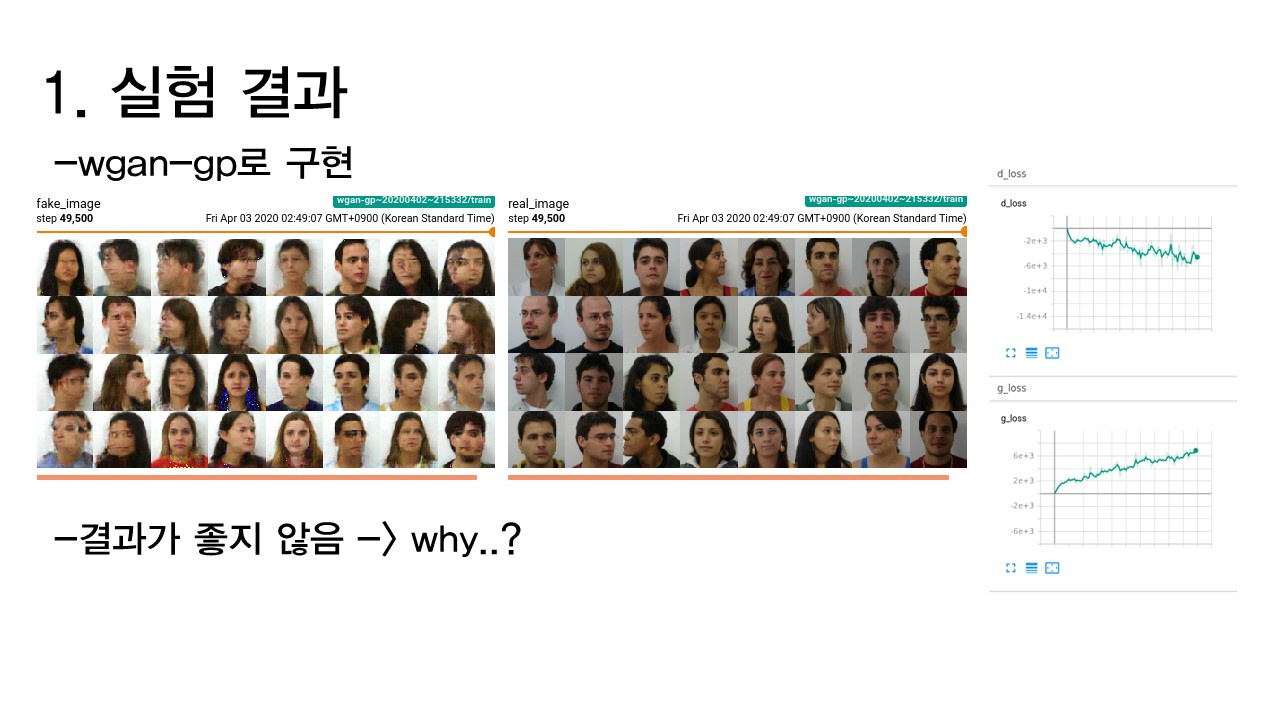 1. 실험 결과
-wgan-gp로 구현
fake_image
wgan-gp~20200402~215332/train
step 49,500
Fri Apr 03 2020 02:49:07 GMT+0900 (Korean Standard Time)
real_image
wgan-gp~20200402~215332/train
step 49,500
Fri Apr 03 2020 02:49:07 GMT+0900 (Korean Standard Time)
d_loss
d_loss
-2e+3
-6e+3
-1e+4
-1.4e+4
g_loss
g_loss
6e+3
2e+3
-2e+3
-6e+3
-결과가 좋지 않음 -> why..?